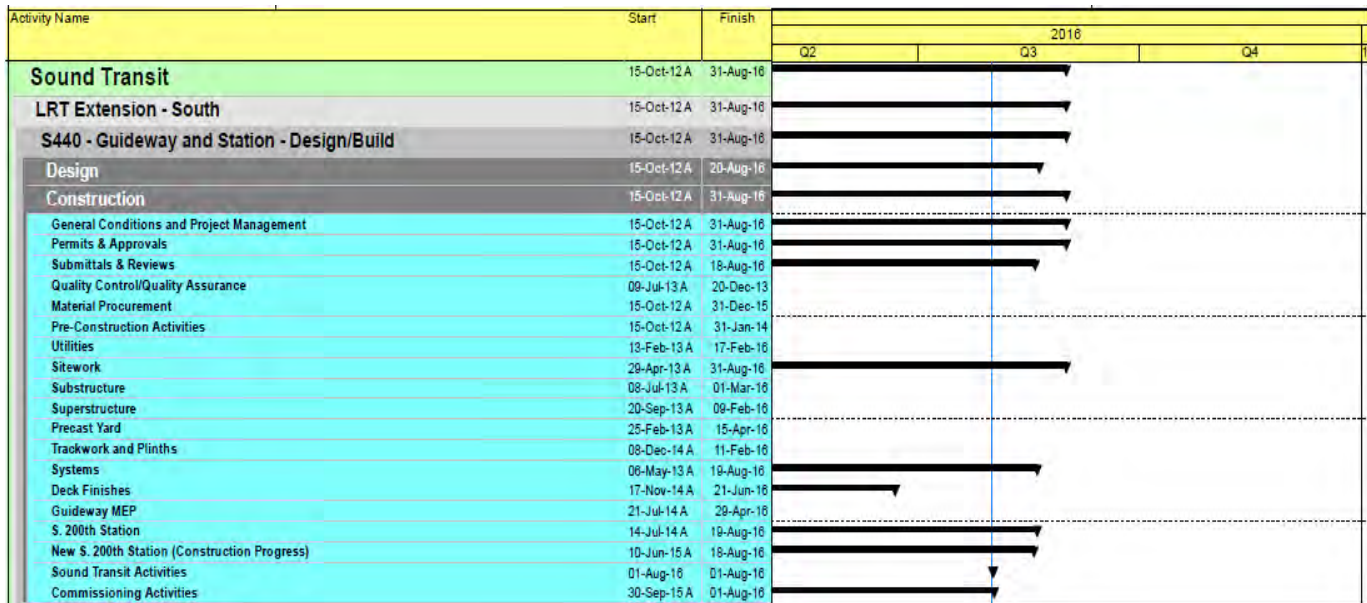 Activity Name Start Finish
2016
Q2 Q3 Q4
Sound Transit 15-Oct-12 A 31-Aug-16
LRT Extension - South 15-Oct-12 A 31-Aug-16
S440 - Guideway and Station - Design/Build 15-Oct-12 A 31-Aug-16
Design 15-Oct-12 A 20-Aug-16
Construction 15-Oct-12 A 31-Aug-16
General Conditions and Project Management 15-Oct-12 A 31-Aug-16
Permits & Approvals 15-Oct-12 A 31-Aug-16
Submittals & Reviews 15-Oct-12 A 18-Aug-16
Quality Control/Quality Assurance 09-Jul-13 A 20-Dec-13
Material Procurement 15-Oct-12 A 31-Dec-15
Pre-Construction Activities 15-Oct-12 A 31-Jan-14
Utilities 13-Feb-13 A 17-Feb-16
Sitework 29-Apr-13 A 31-Aug-16
Substructure 08-Jul-13 A 01-Mar-16
Superstructure 20-Sep-13 A 09-Feb-16
Precast Yard 25-Feb-13 A 15-Apr-16
Trackwork and Plinths 08-Dec-14 A 11-Feb-16
Systems 06-May-13 A 19-Aug-16
Deck Finishes 17-Nov-14 A 21-Jun-16
Guideway MEP 21-Jul-14 A 29-Apr-16
S. 200th Station 14-Jul-14 A 19-Aug-16
New S. 200th Station (Construction Progress) 10-Jun-15 A 18-Aug-16
Sound Transit Activities 01-Aug-16 01-Aug-16
Commissioning Activities 30-Sep-15 A 01-Aug-16